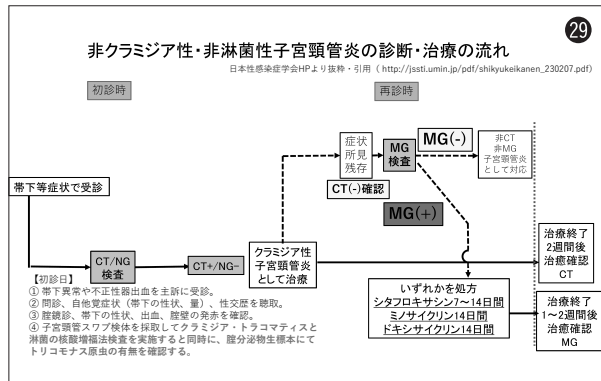 29
非クラミジア性・非淋菌性子宮頸管炎の診断・治療の流れ
日本性感染症学会HPより抜粋・引用（http://jssti.umin.jp/pdf/shikyukeikanen_230207.pdf)
初診時
再診時
症状
所見
残存
MG
検査
MG(-)
非CT
非MG
子宮頸管炎
として対応
CT(-)確認
帯下等症状で受診
MG(+)
CT/NG
検査
CT+/NG−
クラミジア性
子宮頸管炎
として治療
治療終了
2週間後
治癒確認
CT
【初診日】
① 帯下異常や不正性器出血を主訴に受診。
② 問診、自他覚症状（帯下の性状、量）、性交歴を聴取。
③ 腟鏡診、帯下の性状、出血、腟壁の発赤を確認。
④ 子宮頸管スワブ検体を採取してクラミジア・トラコマティスと
淋菌の核酸増幅法検査を実施すると同時に、腟分泌物生標本にて
トリコモナス原虫の有無を確認する。
いずれかを処方
シタフロキサシン7～14日間
ミノサイクリン14日間
ドキシサイクリン14日間
治療終了
1～2週間後
治癒確認
MG